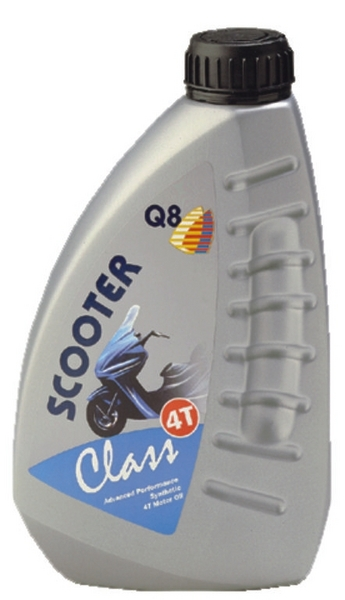 Q8
SCOOTER
4T
Class
Advanced Performance
Synthetic
4T Motor Oil